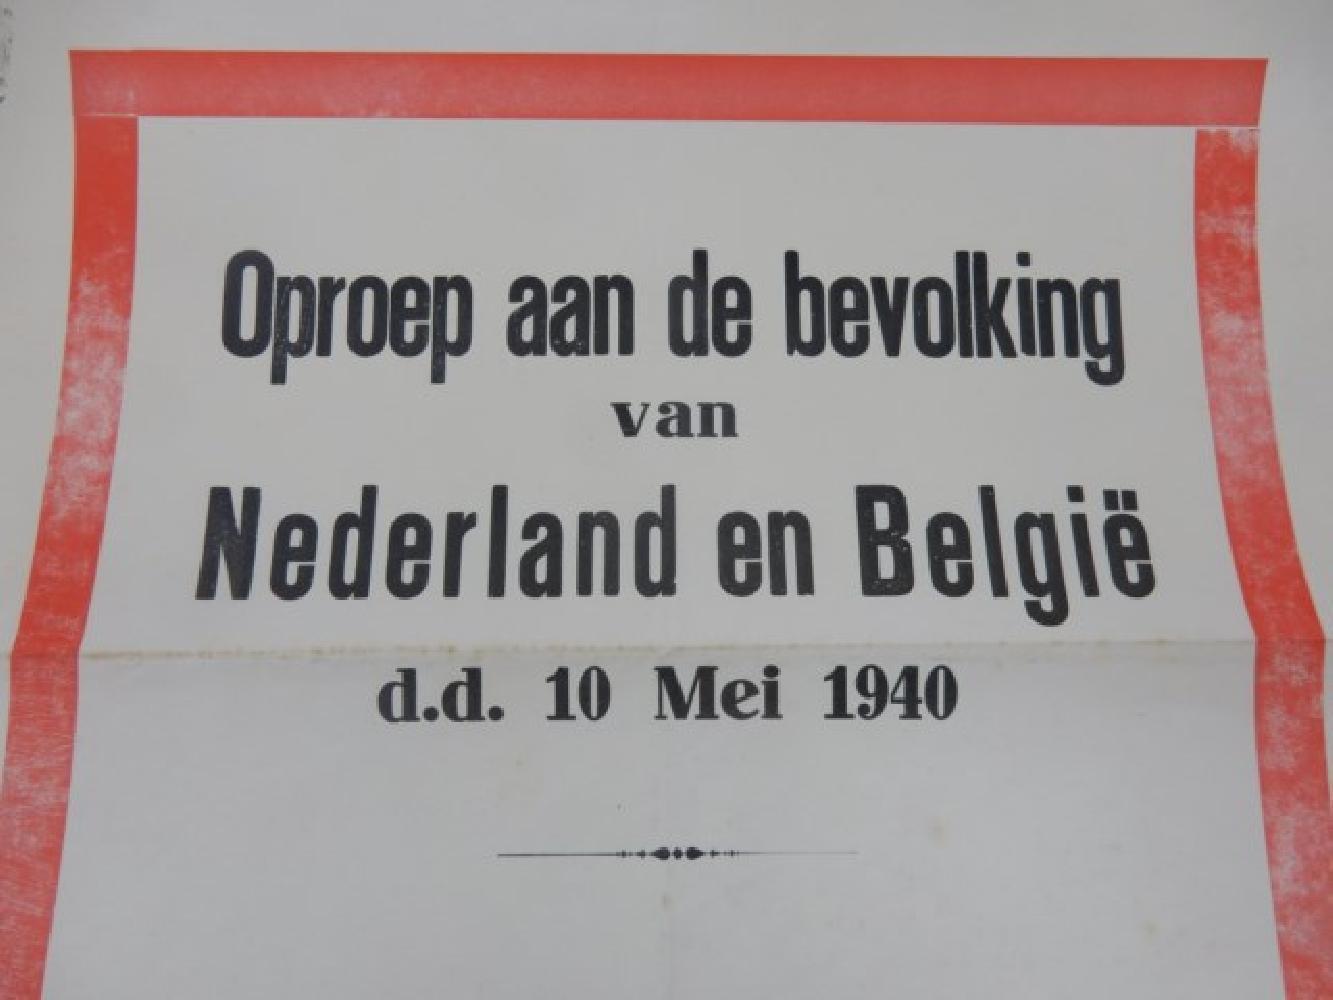 Oproep aan de bevolking
van
Nederland en België
d.d. 10 Mei 1940